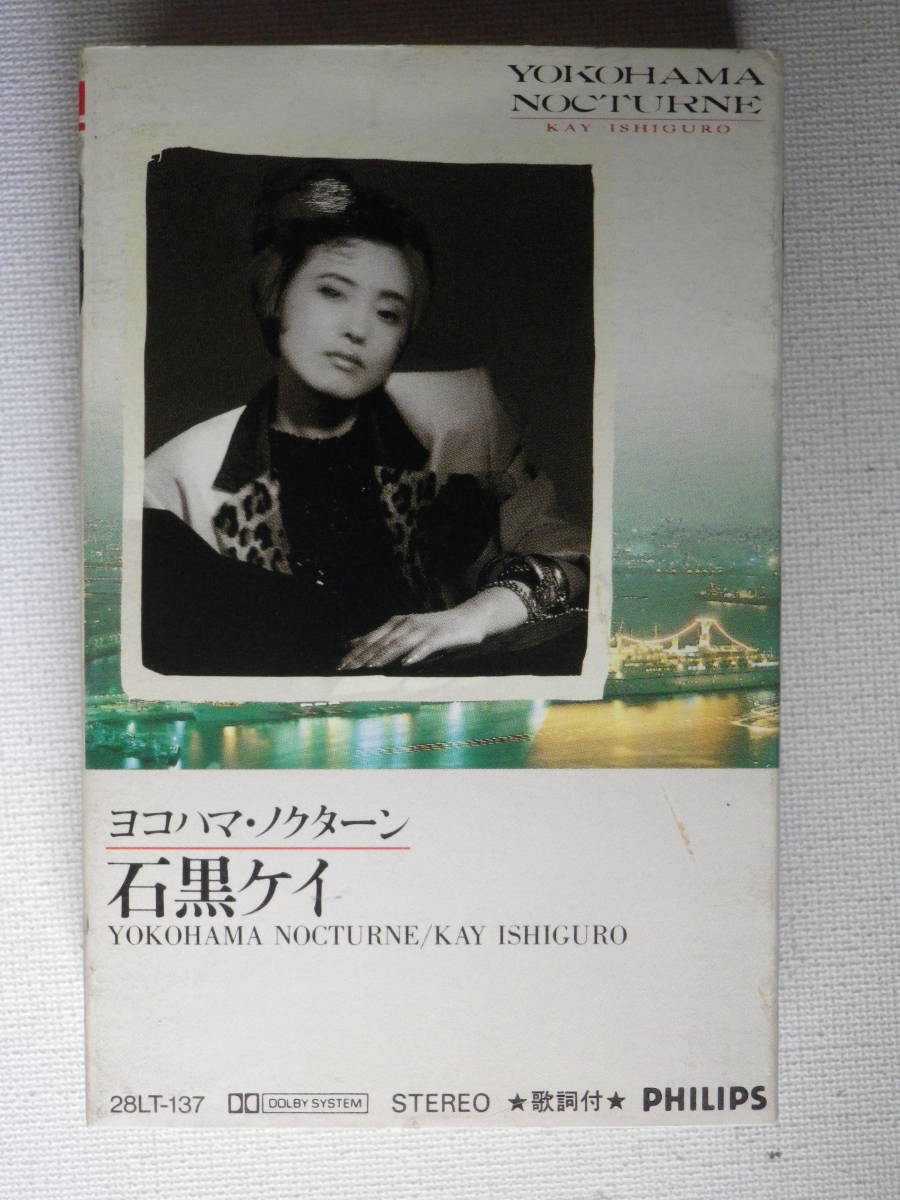 YOKOHAMA
NOCTURNE
KAY ISHIGURO
ヨコハマ・ノクターン
石黒ケイ
YOKOHAMA NOCTURNE/KAY ISHIGURO
28LT-137 DOLBY SYSTEM STEREO ★歌詞付★ PHILIPS